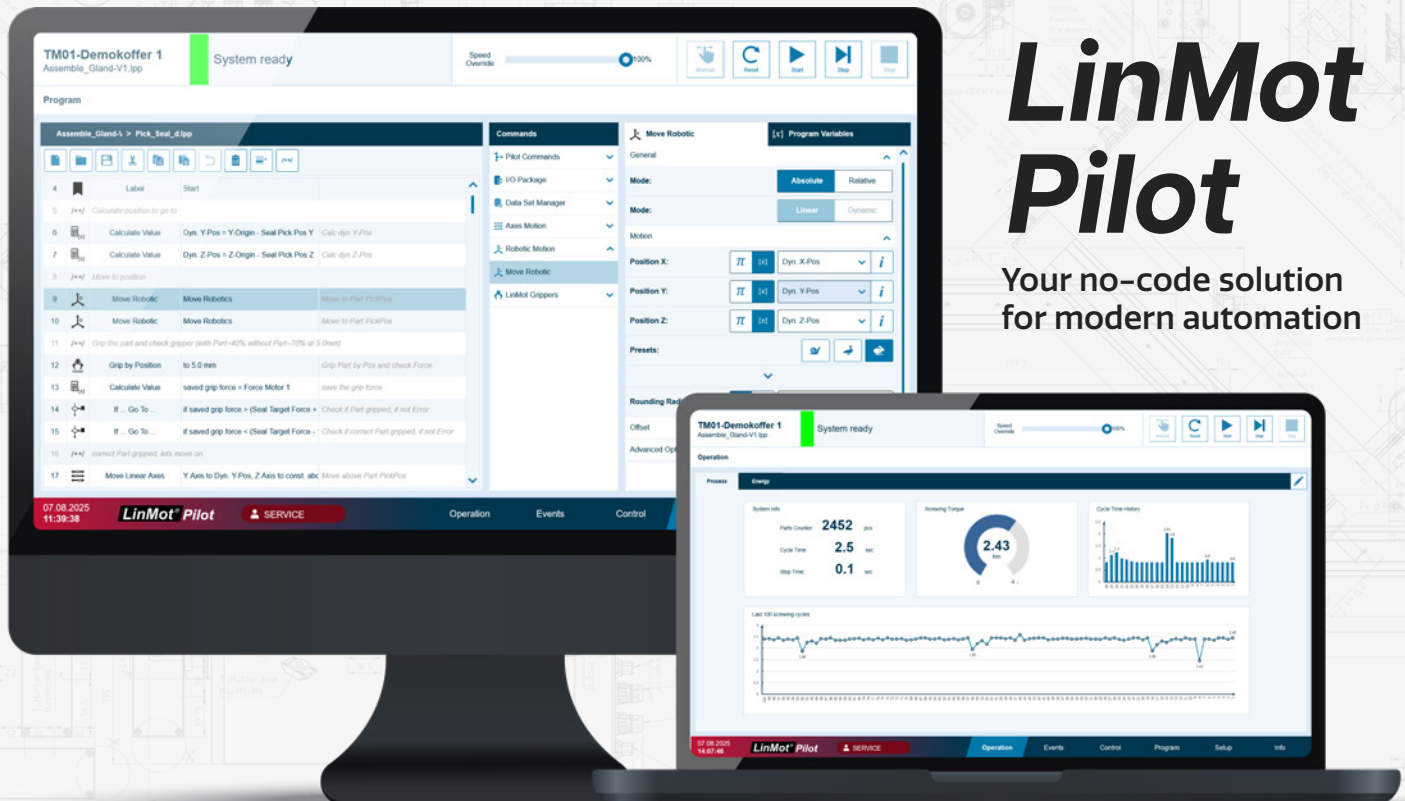 LinMot
Pilot
Your no-code solution
for modern automation
TM01-Demokoffer 1
Assemble_Gland-V1.lpp
System ready
Speed
Override
100%
Manual
Reset
Start
Step
Stop
Program
Assemble_Gland-V > Pick_Seal_d.lpp
4 Label Start
5 Calculate position to go to
6 Calculate Value Dyn. Y-Pos = Y-Origin - Seal Pick Pos Y Calc dyn Y-Pos
7 Calculate Value Dyn. Z-Pos = Z-Origin - Seal Pick Pos Z Calc dyn Z-Pos
8 Move to position
9 Move Robotic Move Robotics Move to Part PickPos
10 Move Robotic Move Robotics Move to Part PickPos
11 Grip the part and check gripper (with Part~40% without Part~70% at 5.0mm)
12 Grip by Position to 5.0 mm Grip Part by Pos and check Force
13 Calculate Value saved grip force = Force Motor 1 save the grip force
14 If ... Go To ... if saved grip force > (Seal Target Force + Check if Part gripped, if not Error
15 If ... Go To ... if saved grip force < (Seal Target Force - Check if correct Part gripped, if not Error
16 correct Part gripped, lets move on
17 Move Linear Axes Y Axis to Dyn. Y-Pos, Z Axis to const. abc Move above Part PickPos
Commands
Pilot Commands
I/O Package
Data Set Manager
Axes Motion
Robotic Motion
Move Robotic
LinMot Grippers
Move Robotic
[x] Program Variables
General
Mode: Absolute Relative
Mode: Linear Dynamic
Motion
Position X: π [x] Dyn. X-Pos i
Position Y: π [x] Dyn. Y-Pos i
Position Z: π [x] Dyn. Z-Pos i
Presets:
Rounding Rad
Offset
Advanced Opt
07.08.2025
11:39:38
LinMot® Pilot
SERVICE
Operation
Events
Control
TM01-Demokoffer 1
Assemble_Gland-V1.lpp
System ready
Speed
Override
100%
Manual
Reset
Start
Step
Stop
Operation
Process
Energy
System Info
Parts Counter: 2452 pcs
Cycle Time: 2.5 sec
Stop Time: 0.1 sec
Screwing Torque
2.43
Nm
0 4
Cycle Time History
Last 100 screwing cycles
07.08.2025
14:07:46
LinMot® Pilot
SERVICE
Operation
Events
Control
Program
Setup
Info